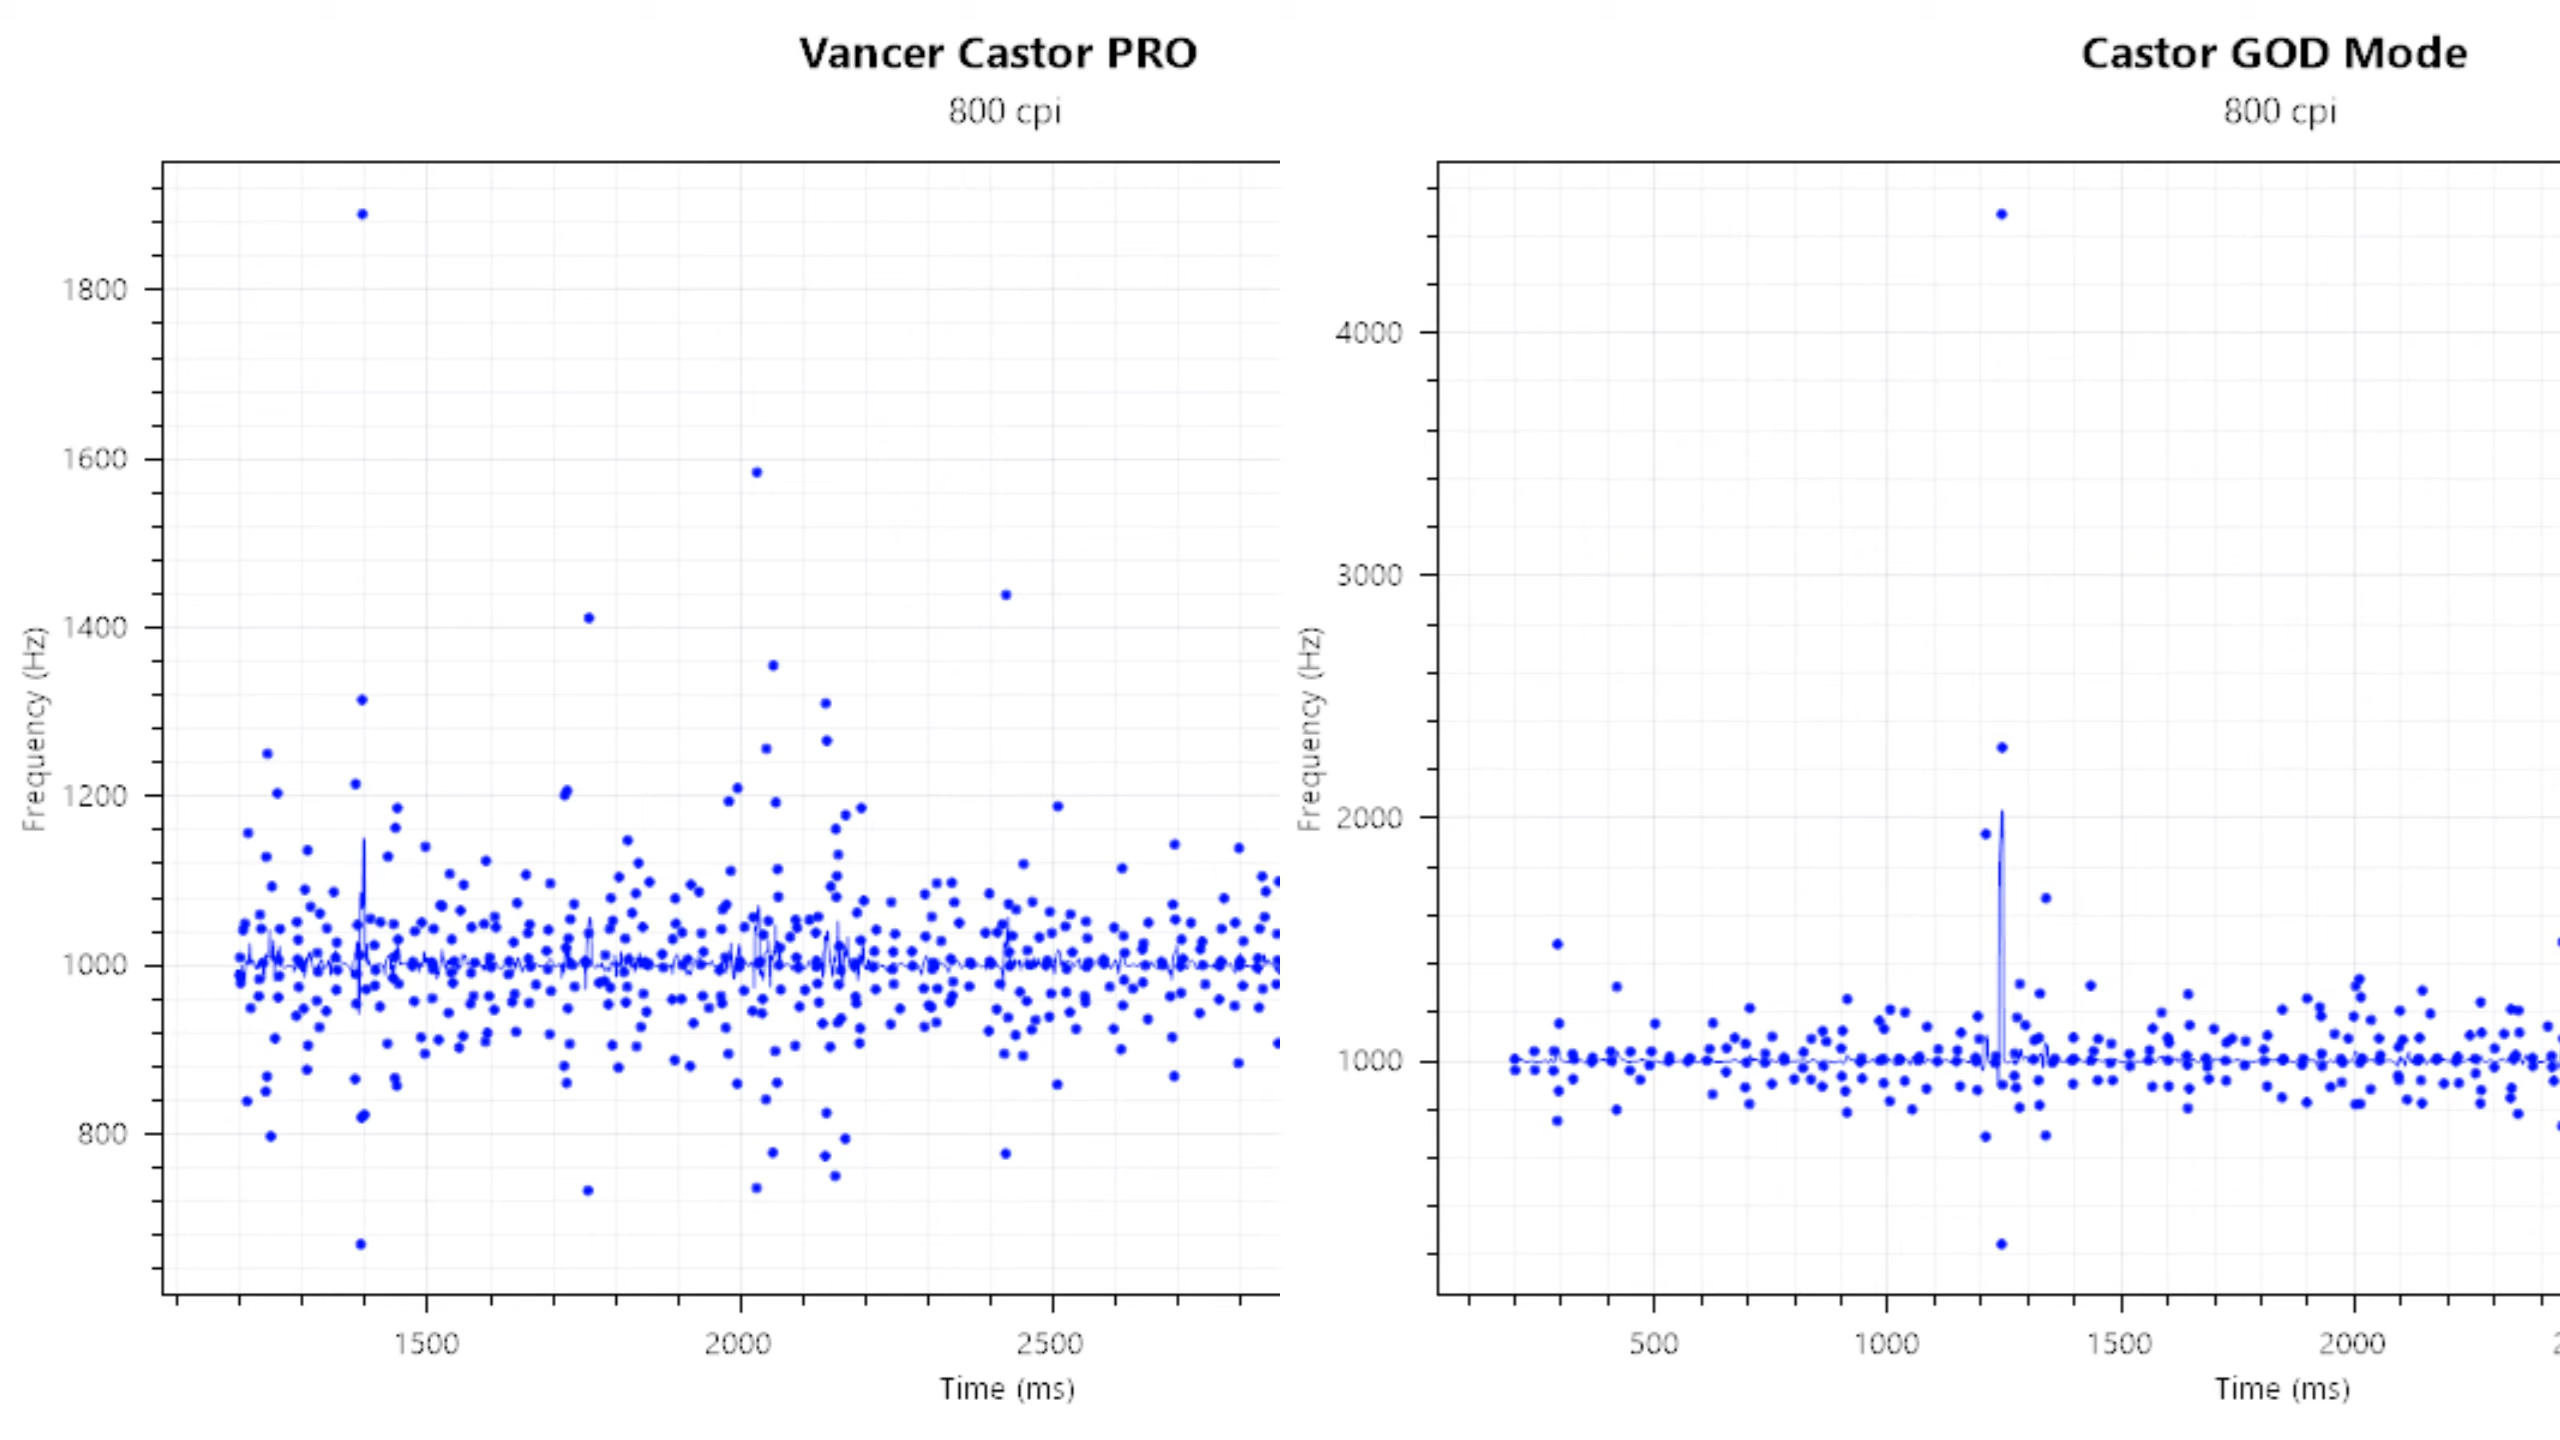 Vancer Castor PRO
800 cpi
1800
1600
1400
1200
1000
800
Frequency (Hz)
1500 2000 2500
Time (ms)
Castor GOD Mode
800 cpi
4000
3000
2000
1000
Frequency (Hz)
500 1000 1500 2000
Time (ms)